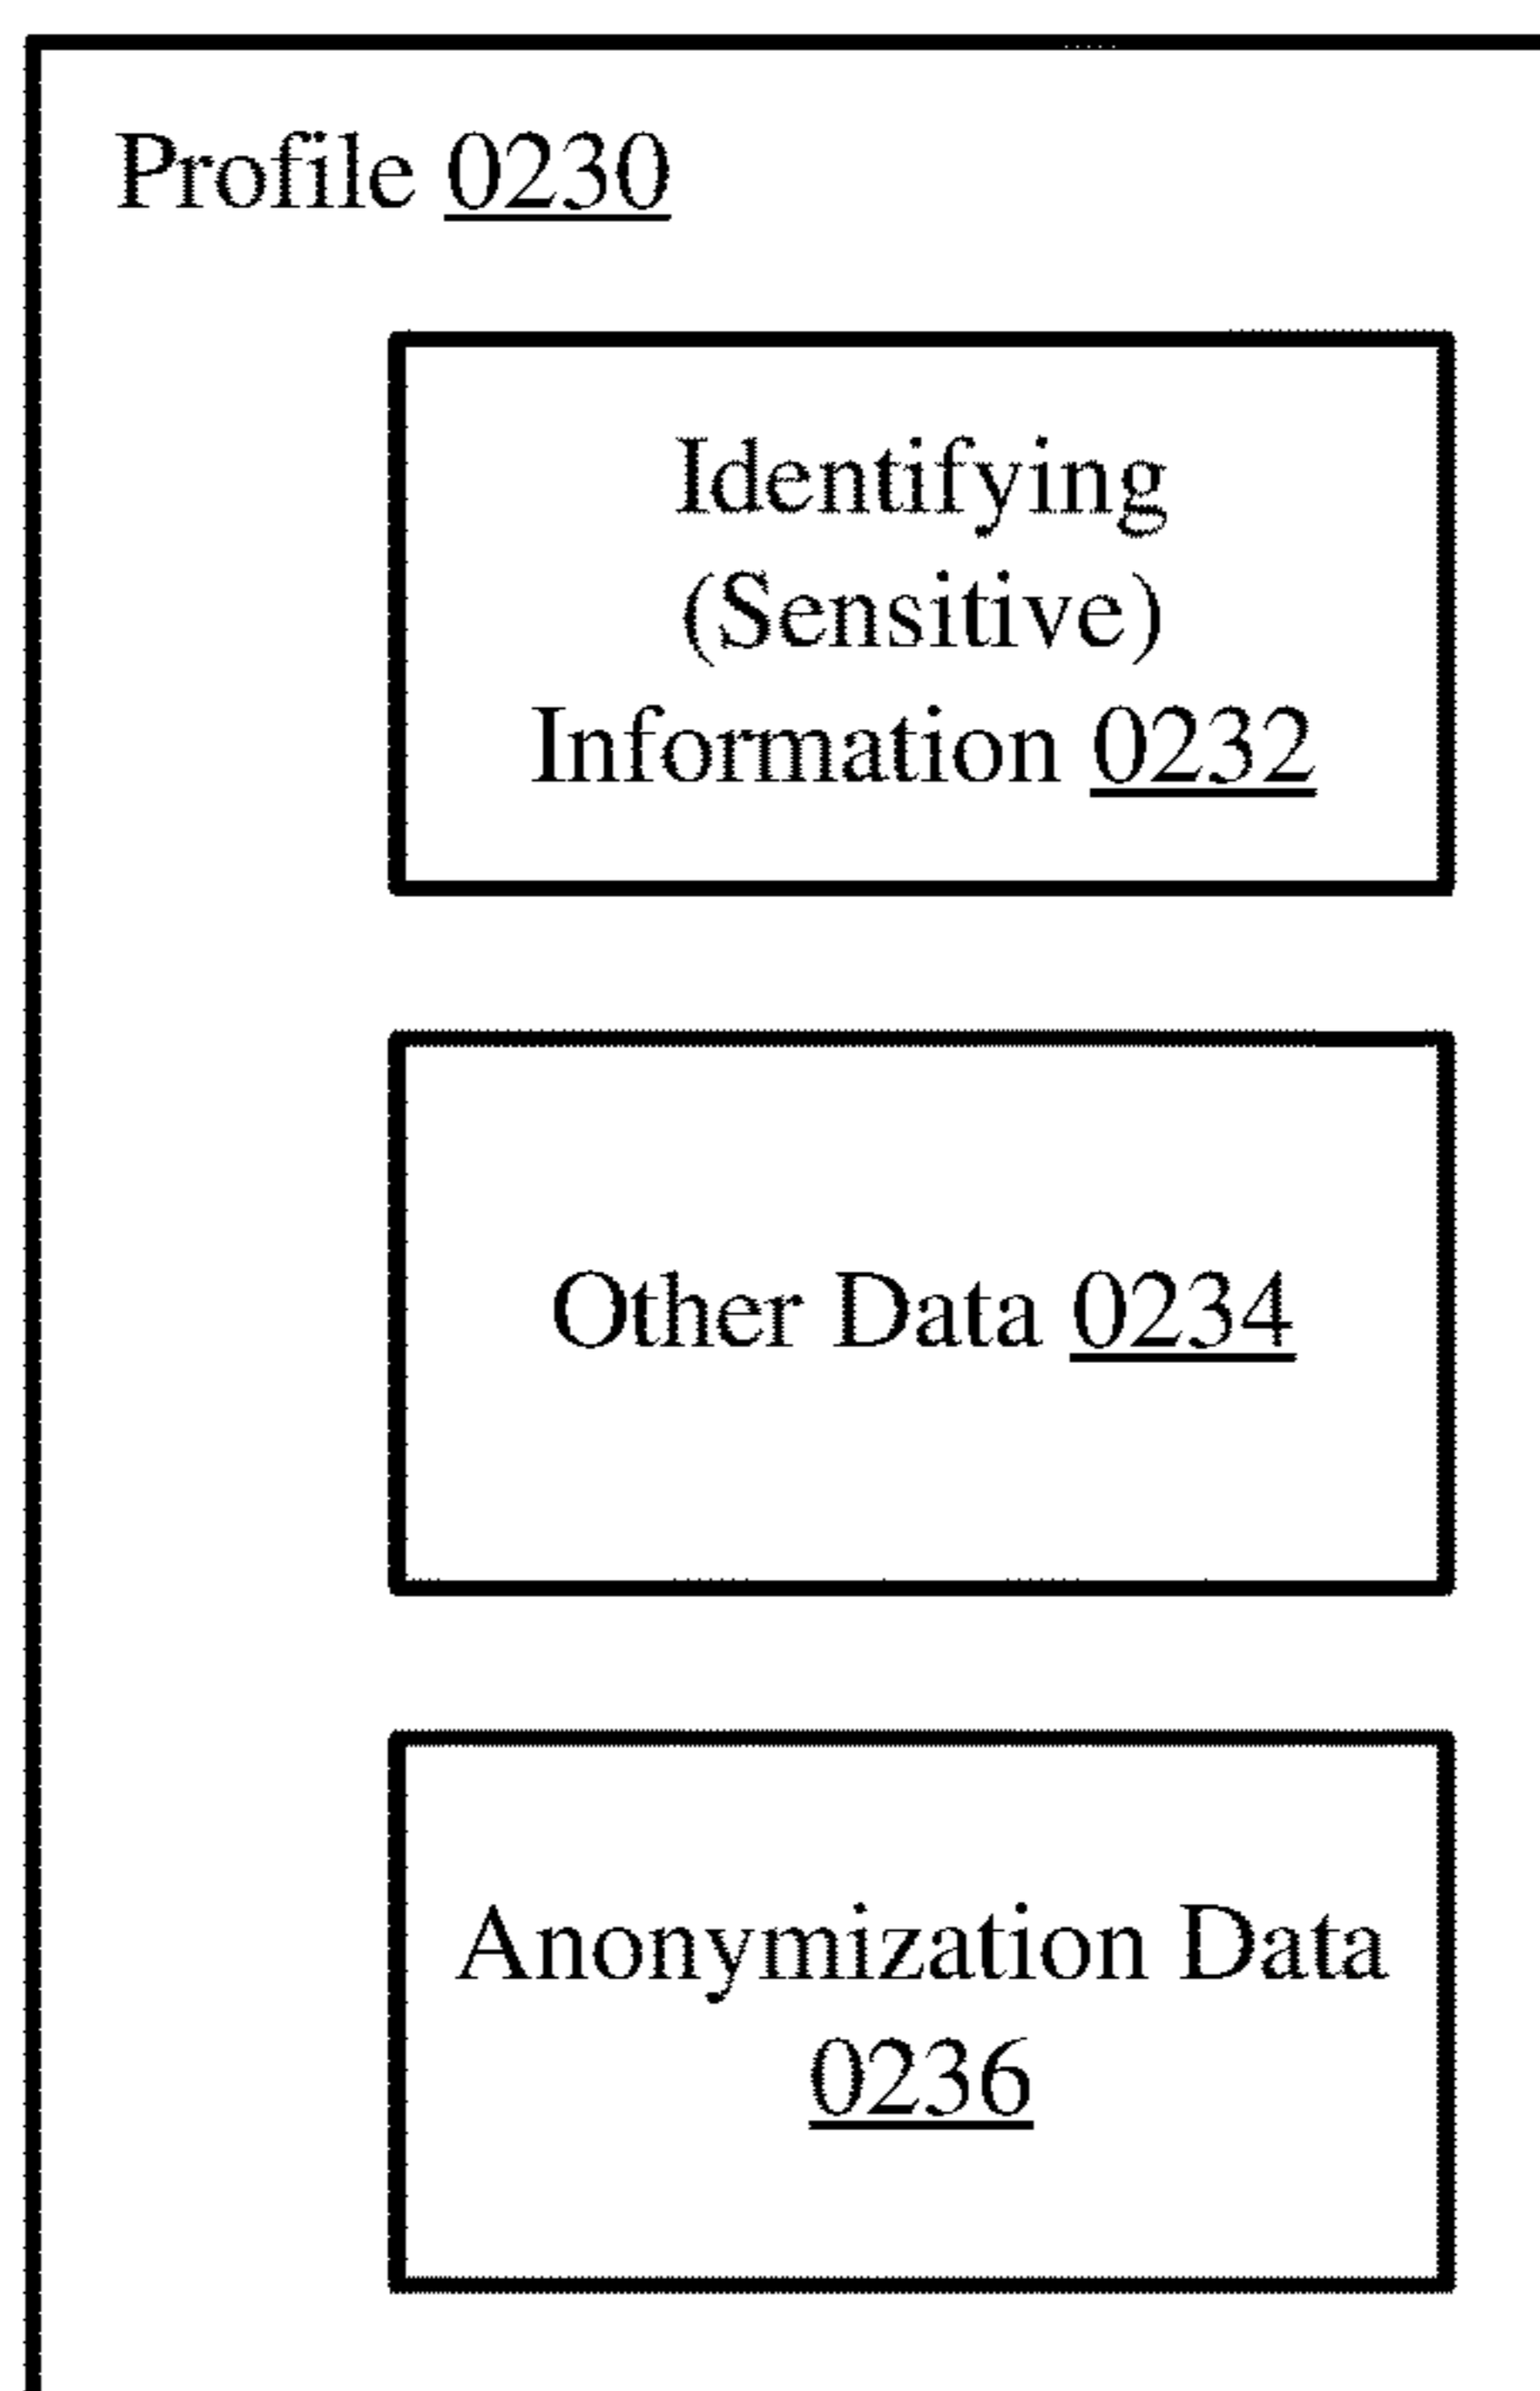 Profile 0230
Identifying
(Sensitive)
Information 0232
Other Data 0234
Anonymization Data
0236